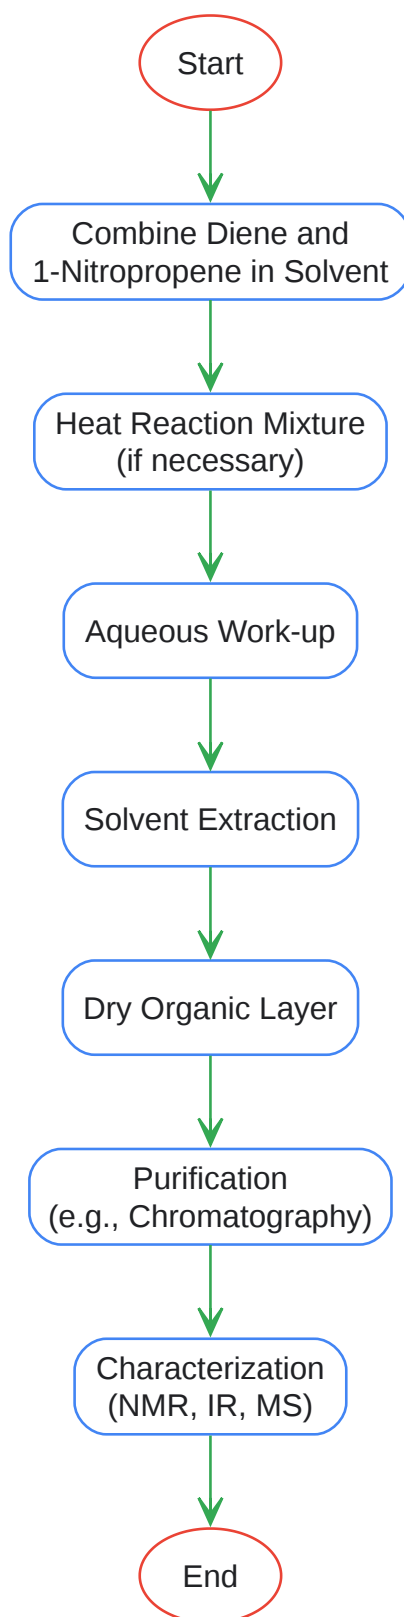 Start
Combine Diene and
1-Nitropropene in Solvent
Heat Reaction Mixture
(if necessary)
Aqueous Work-up
Solvent Extraction
Dry Organic Layer
Purification
(e.g., Chromatography)
Characterization
(NMR, IR, MS)
End